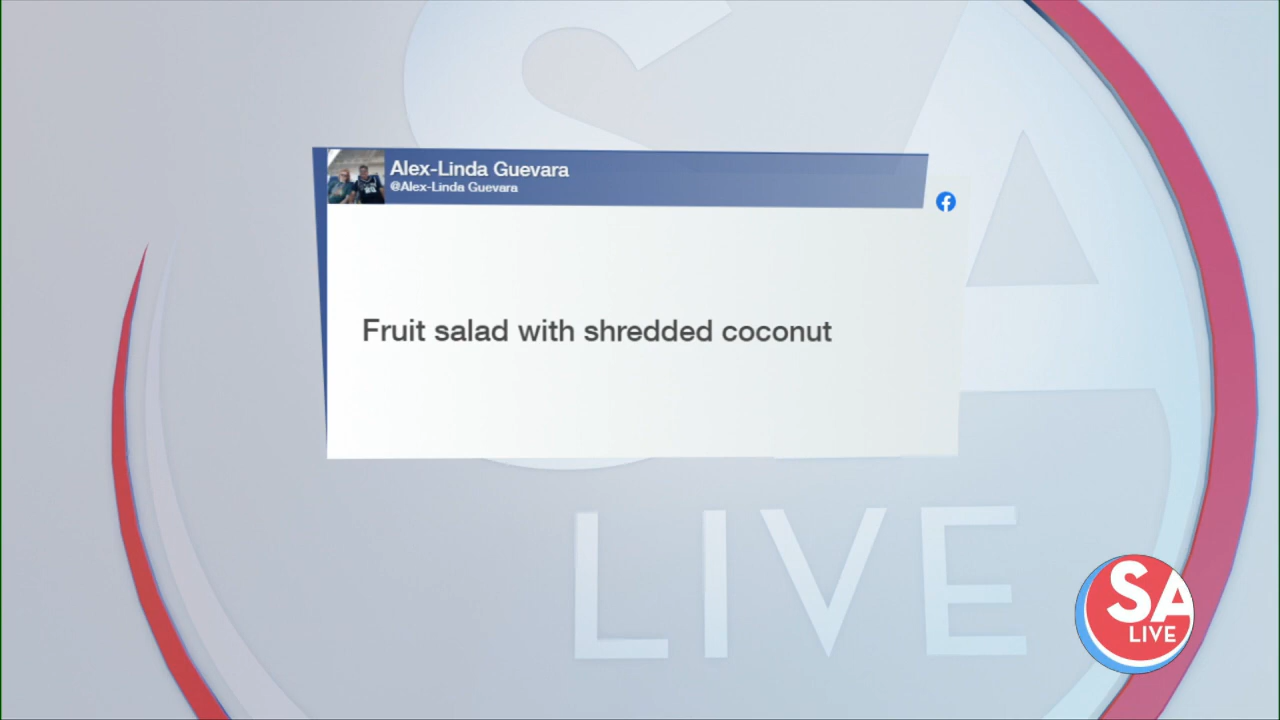 Alex-Linda Guevara
@Alex-Linda Guevara
Fruit salad with shredded coconut
SA
LIVE
SA
LIVE